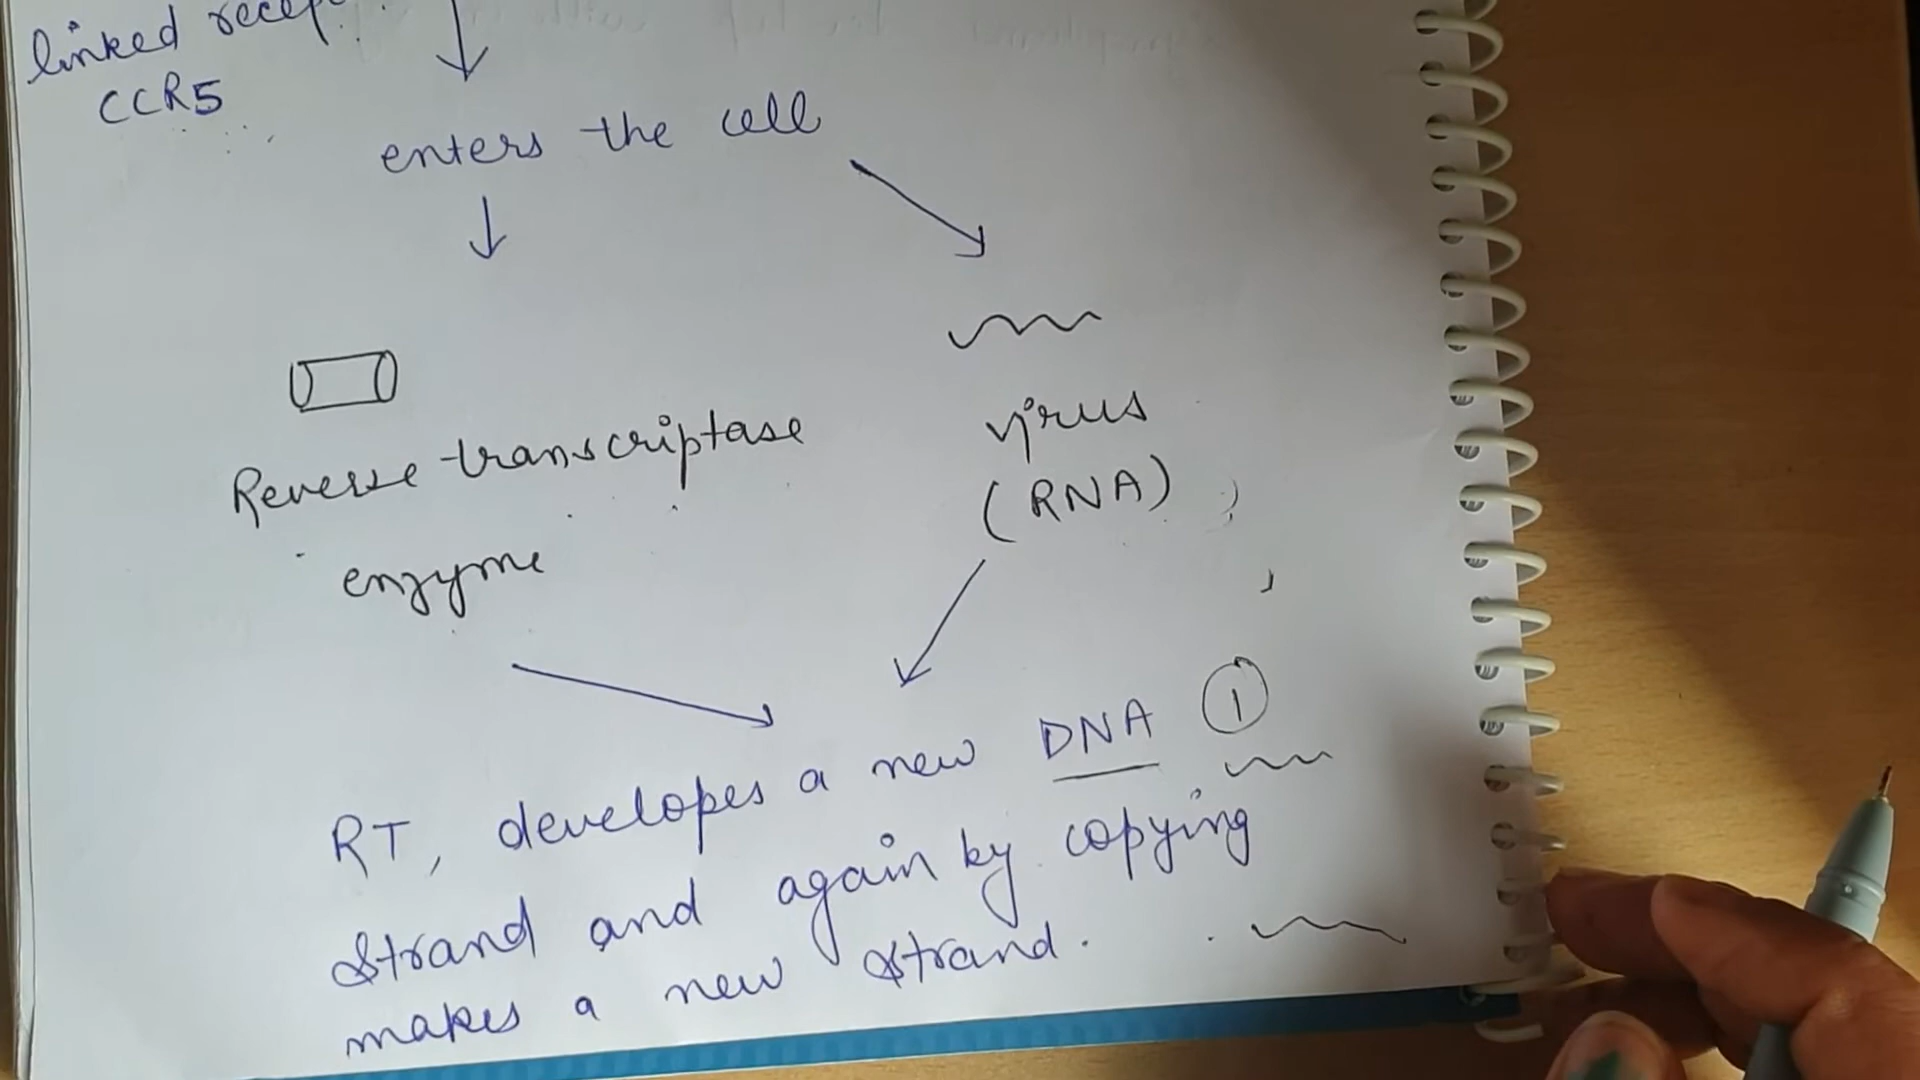 linked
CCR5
enters the cell
Reverse transcriptase
enzyme
virus
(RNA)
RT, developes a new DNA 1
strand and again by copying
makes a new strand.